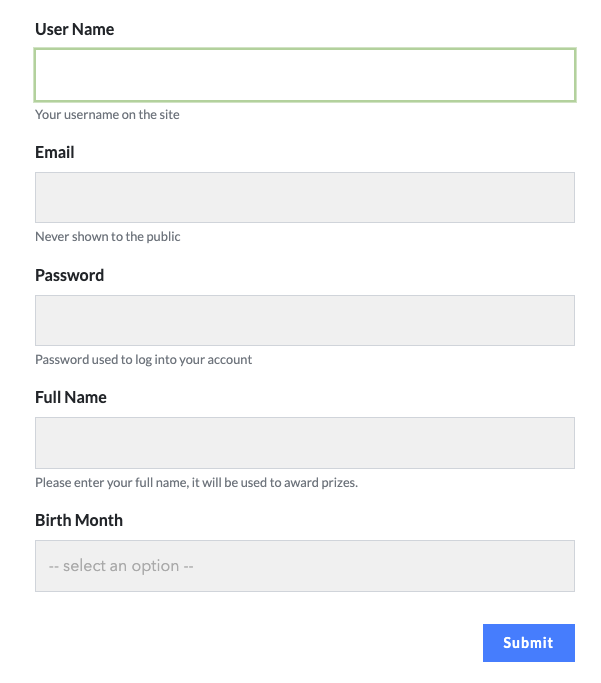 User Name
Your username on the site
Email
Never shown to the public
Password
Password used to log into your account
Full Name
Please enter your full name, it will be used to award prizes.
Birth Month
-- select an option --
Submit